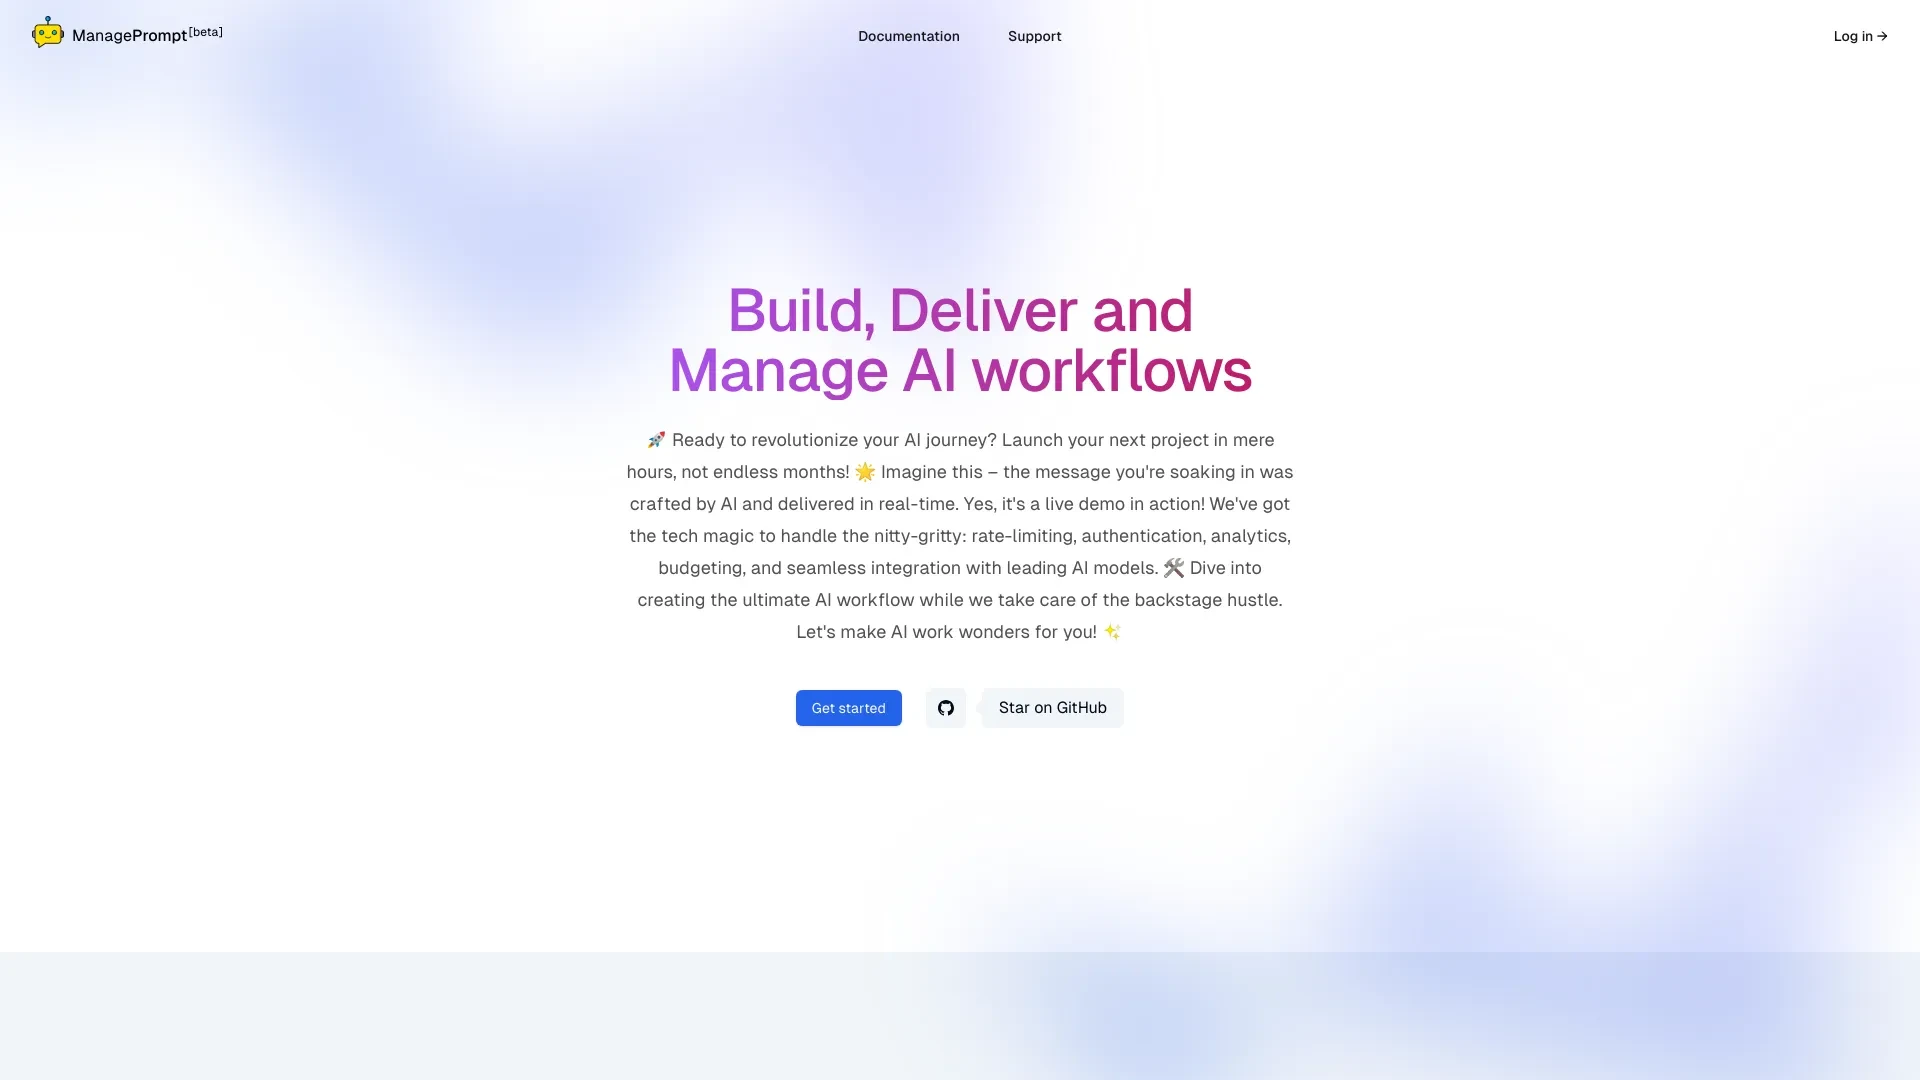 ManagePrompt[beta]
Documentation
Support
Log in →
Build, Deliver and
Manage AI workflows
🚀 Ready to revolutionize your AI journey? Launch your next project in mere
hours, not endless months! 🌟 Imagine this – the message you're soaking in was
crafted by AI and delivered in real-time. Yes, it's a live demo in action! We've got
the tech magic to handle the nitty-gritty: rate-limiting, authentication, analytics,
budgeting, and seamless integration with leading AI models. 🛠️ Dive into
creating the ultimate AI workflow while we take care of the backstage hustle.
Let's make AI work wonders for you! ✨
Get started
Star on GitHub